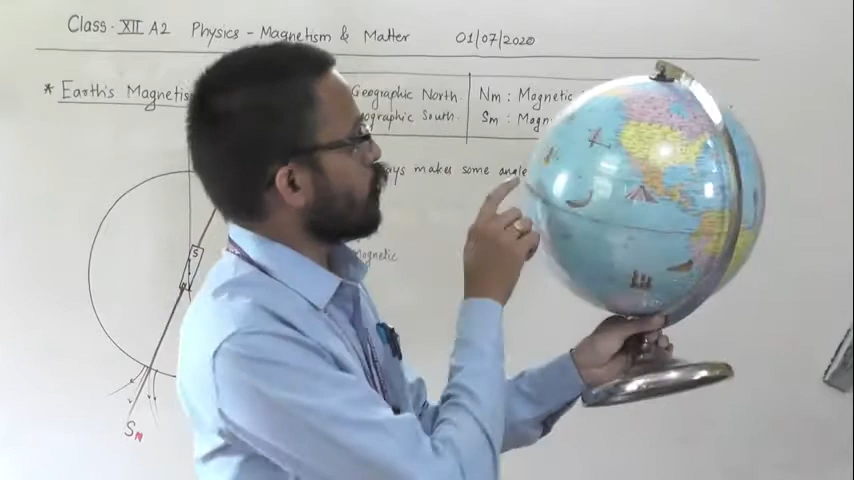 Class - XII A2 Physics - Magnetism & Matter 01/07/2020
* Earth's Magnetis
Geographic North. Nm : Magnetic
ographic South. Sm : Magn
ays makes some angle
S
Magnetic
N
Sm